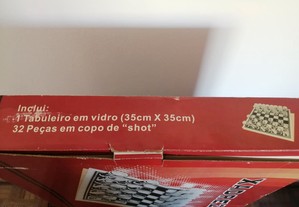 Inclui:
1 Tabuleiro em vidro (35cm X 35cm)
32 Peças em copo de “shot”